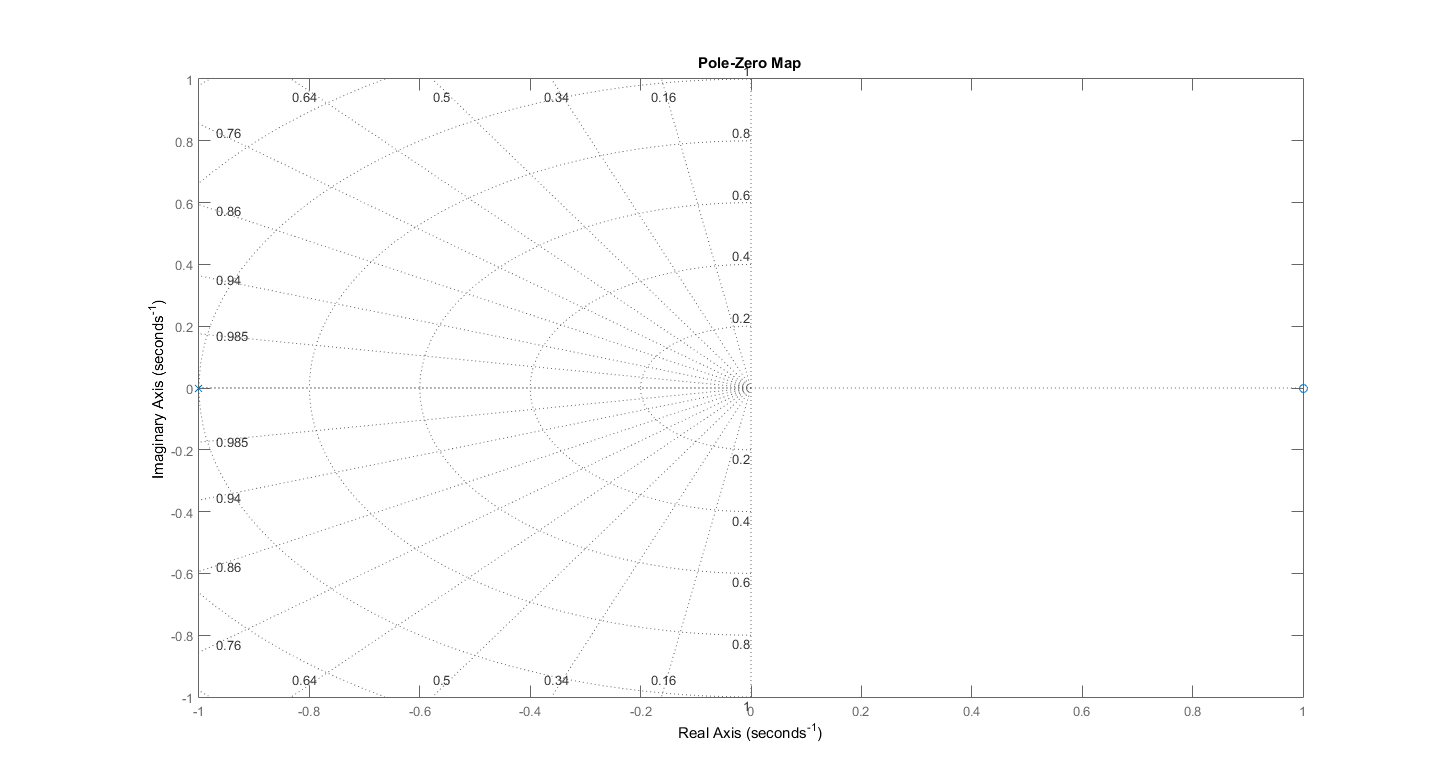 Pole-Zero Map
1
1
0.64 0.5 0.34 0.16
0.76 0.8
0.8
0.6 0.86 0.6
0.4 0.94 0.4
0.2 0.985 0.2
0
-0.2 0.985 0.2
-0.4 0.94 0.4
-0.6 0.86 0.6
-0.8 0.76 0.8
0.64 0.5 0.34 0.16
-1
1
-1 -0.8 -0.6 -0.4 -0.2 0 0.2 0.4 0.6 0.8 1
Real Axis (seconds-1)
Imaginary Axis (seconds-1)